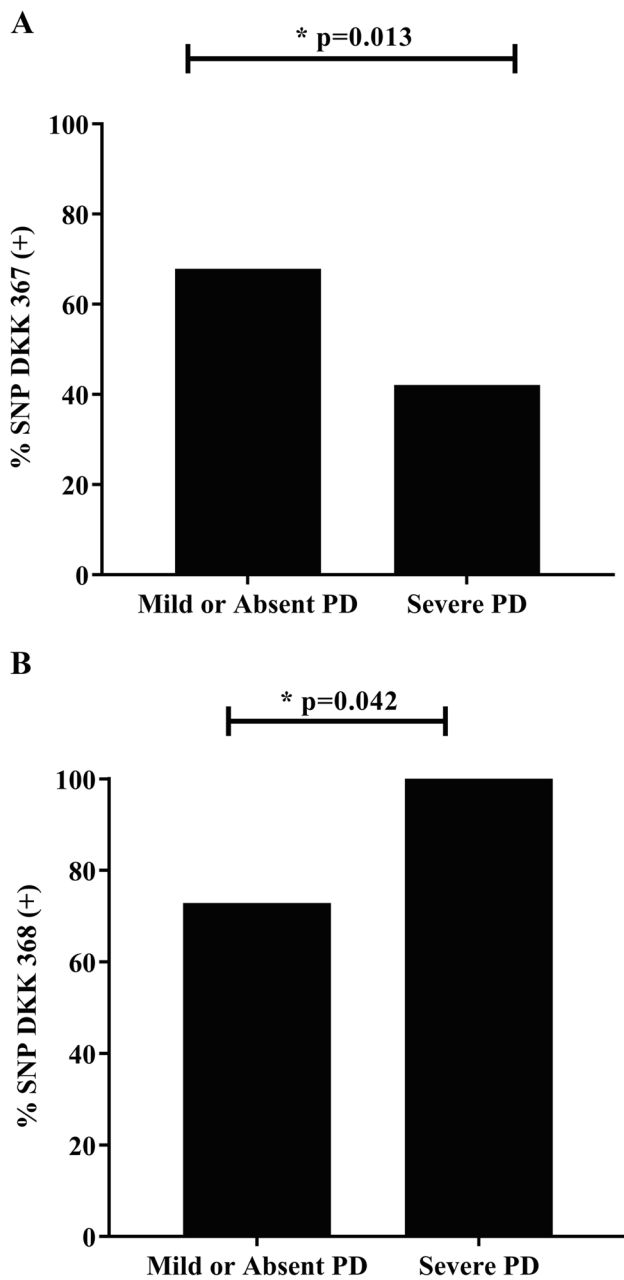 A
* p=0.013
% SNP DKK 367 (+)
100
80
60
40
20
0
Mild or Absent PD Severe PD
B
* p=0.042
% SNP DKK 368 (+)
100
80
60
40
20
0
Mild or Absent PD Severe PD